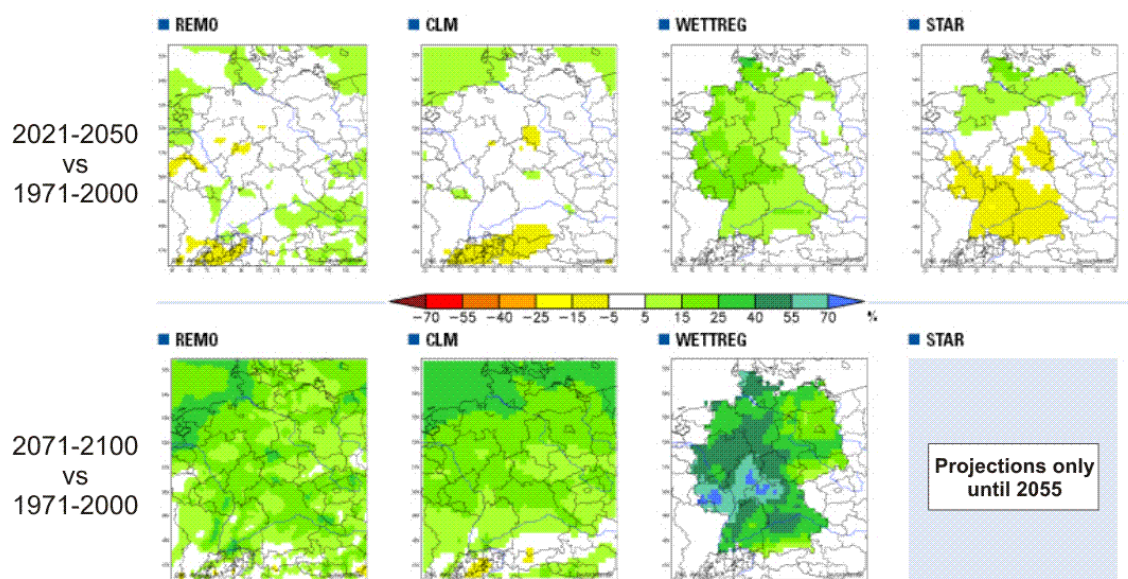 REMO
CLM
WETTREG
STAR
2021-2050
vs
1971-2000
-70 -55 -40 -25 -15 -5 5 15 25 40 55 70 %
REMO
CLM
WETTREG
STAR
2071-2100
vs
1971-2000
Projections only
until 2055